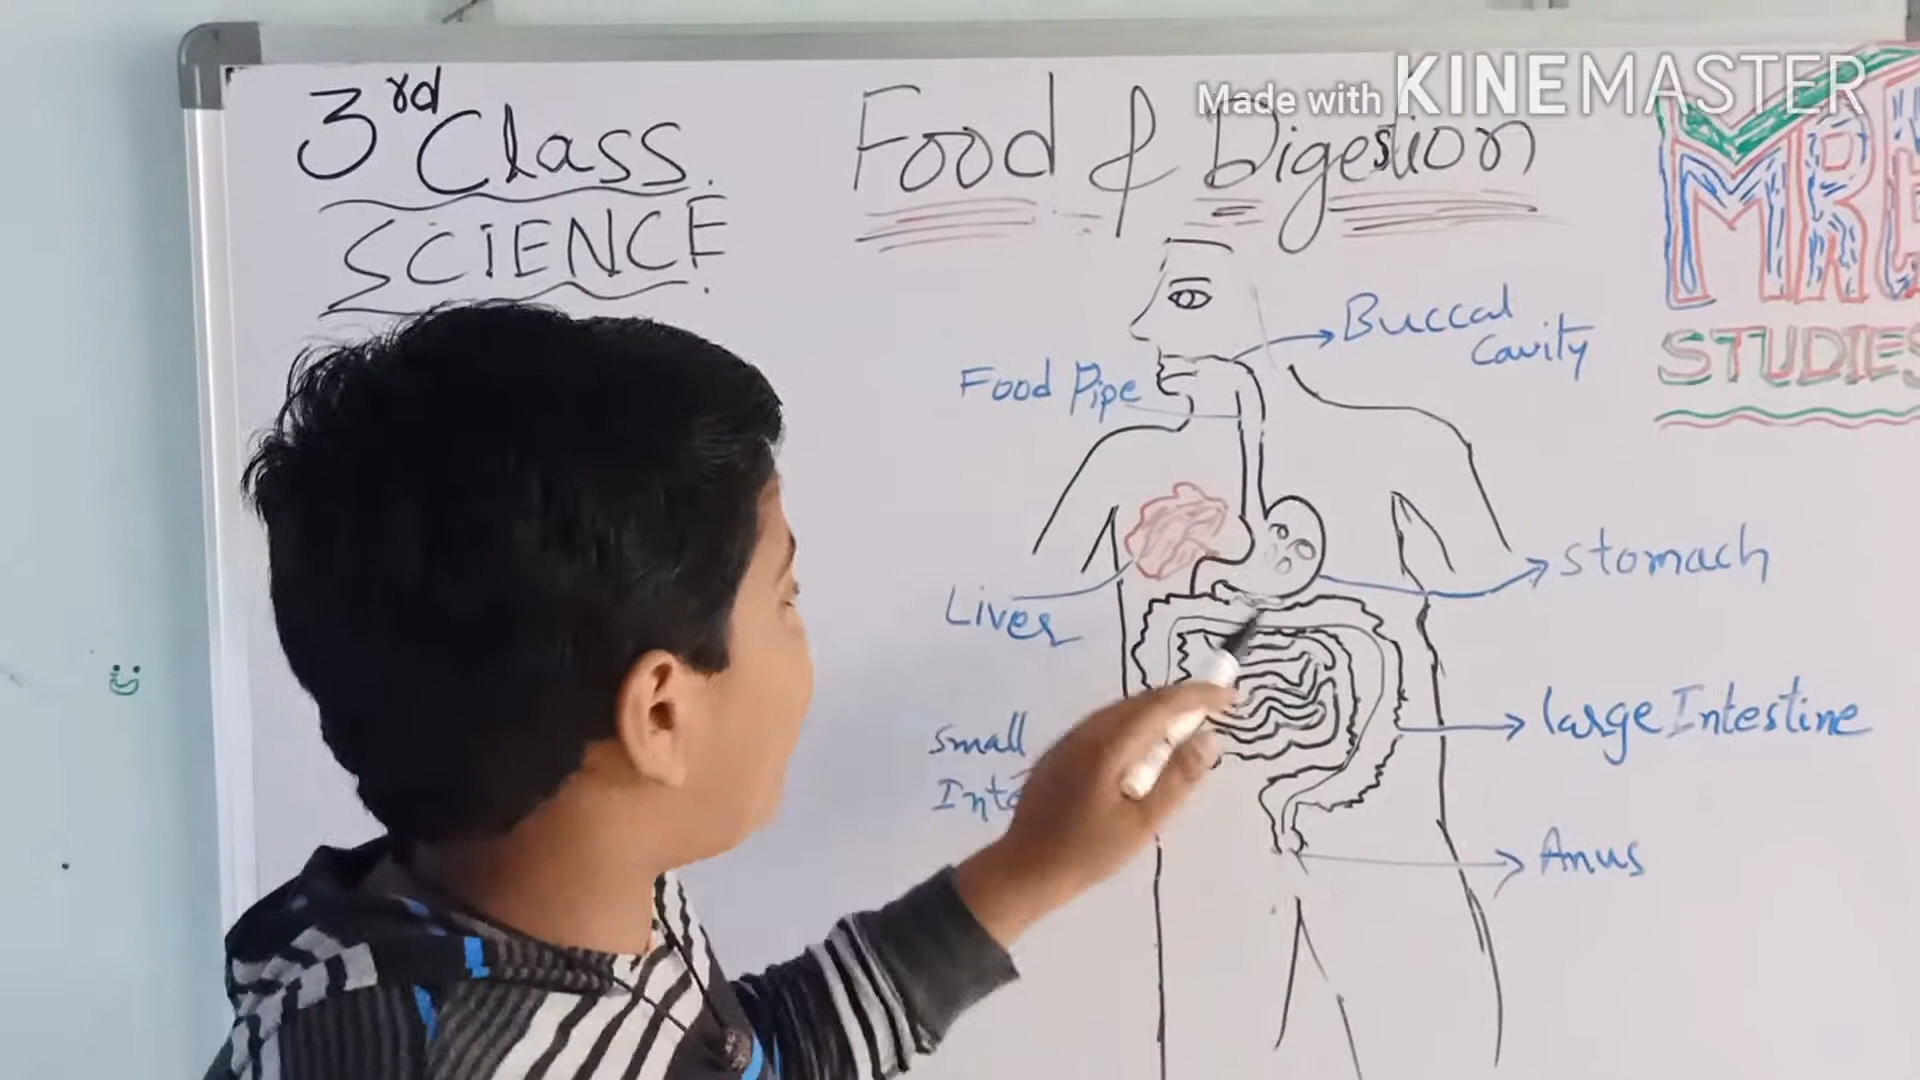 3rd Class.
SCIENCE
Food & Digestion
Made with KINEMASTER
STUDIES
Buccal
Cavity
Food Pipe
Stomach
Liver
large Intestine
Small
Anus